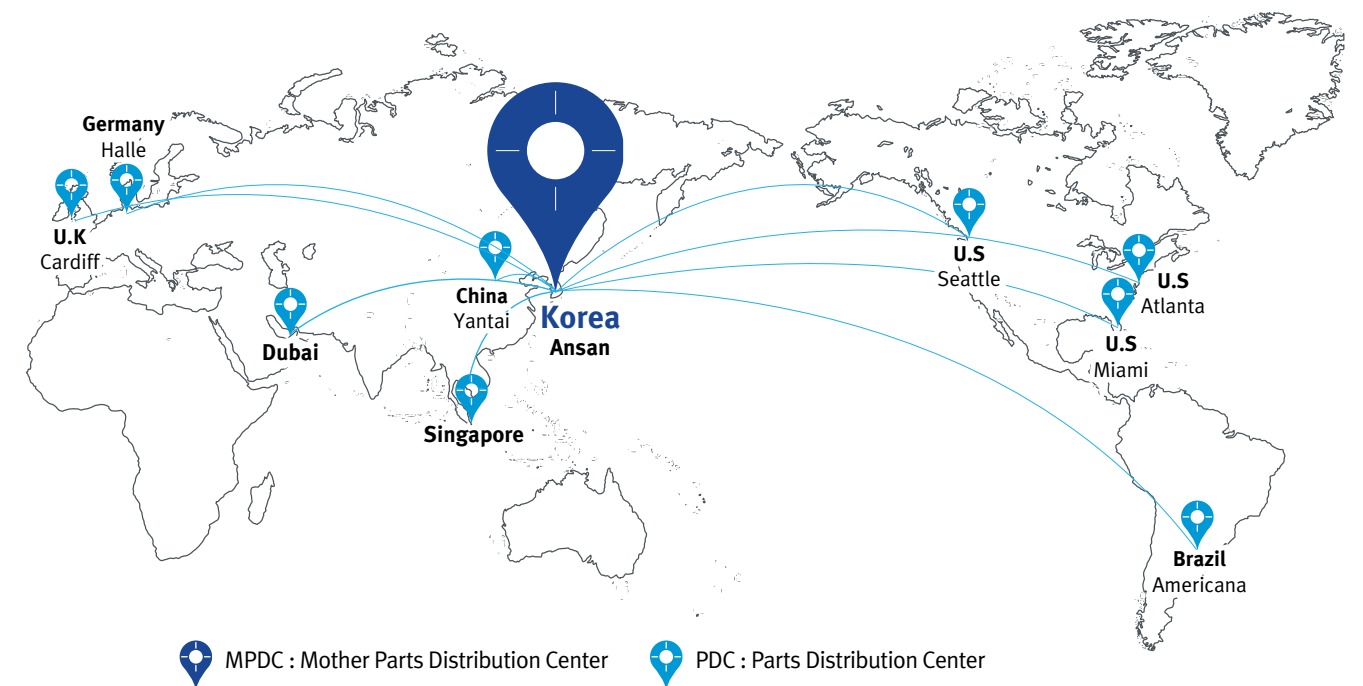 Germany
Halle
U.K
Cardiff
Dubai
China
Yantai
Korea
Ansan
Singapore
U.S
Seattle
U.S
Atlanta
U.S
Miami
Brazil
Americana
MPDC : Mother Parts Distribution Center
PDC : Parts Distribution Center